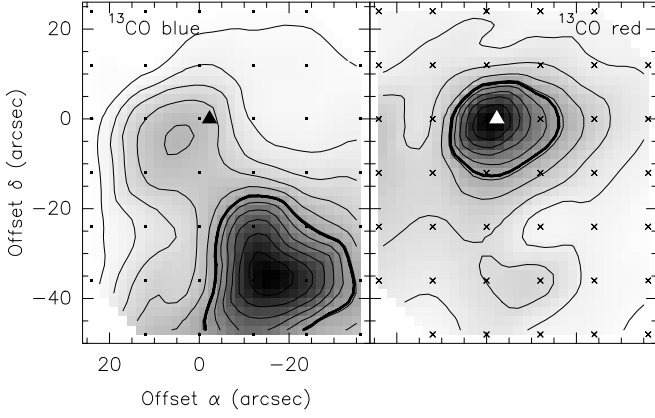 ¹³CO blue
¹³CO red
Offset δ (arcsec)
20
0
−20
−40
20
0
−20
Offset α (arcsec)